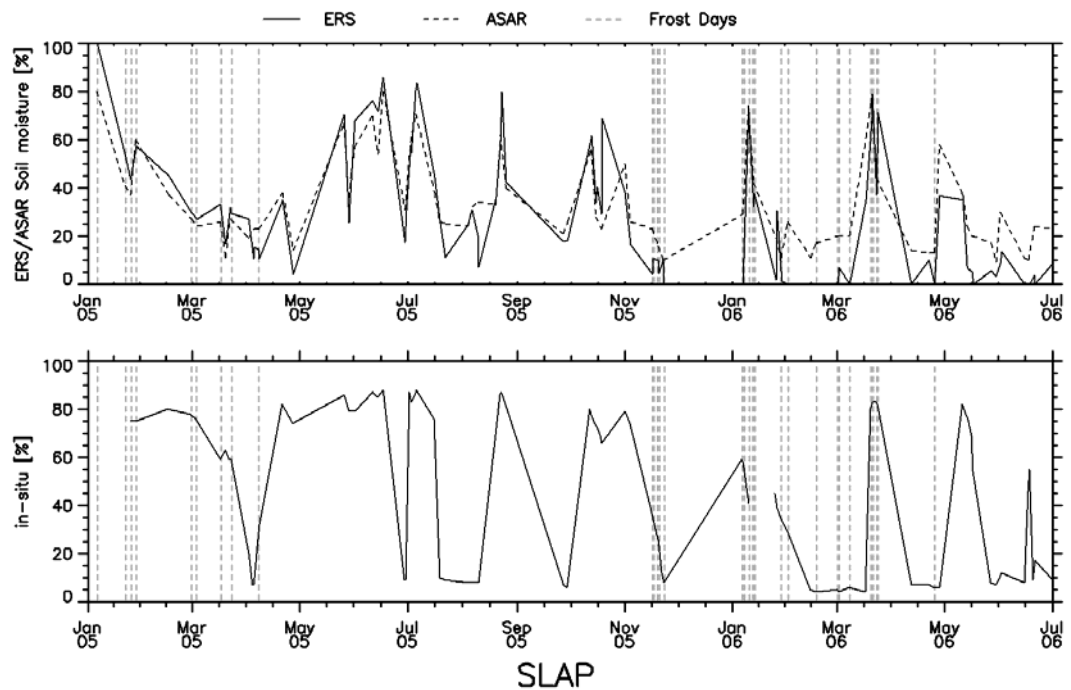 ERS ASAR Frost Days
ERS/ASAR Soil moisture [%]
100
80
60
40
20
0
Jan Mar May Jul Sep Nov Jan Mar May Jul
05 05 05 05 05 05 06 06 06 06
in-situ [%]
100
80
60
40
20
0
Jan Mar May Jul Sep Nov Jan Mar May Jul
05 05 05 05 05 05 06 06 06 06
SLAP